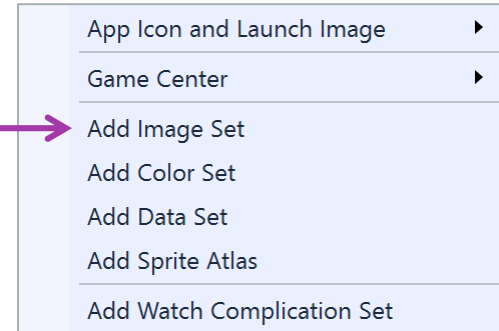 App Icon and Launch Image
Game Center
Add Image Set
Add Color Set
Add Data Set
Add Sprite Atlas
Add Watch Complication Set